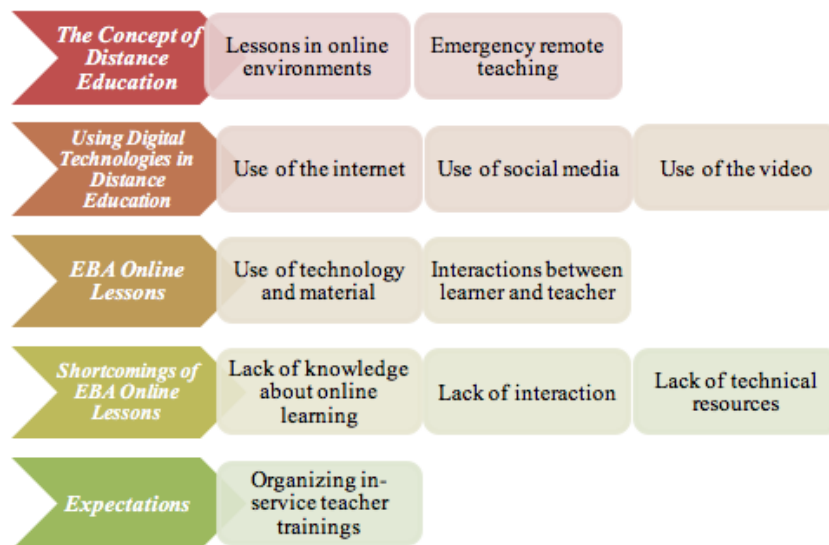 The Concept of
Distance
Education
Lessons in online
environments
Emergency remote
teaching
Using Digital
Technologies in
Distance
Education
Use of the internet
Use of social media
Use of the video
EBA Online
Lessons
Use of technology
and material
Interactions between
learner and teacher
Shortcomings of
EBA Online
Lessons
Lack of knowledge
about online
learning
Lack of interaction
Lack of technical
resources
Expectations
Organizing in-
service teacher
trainings